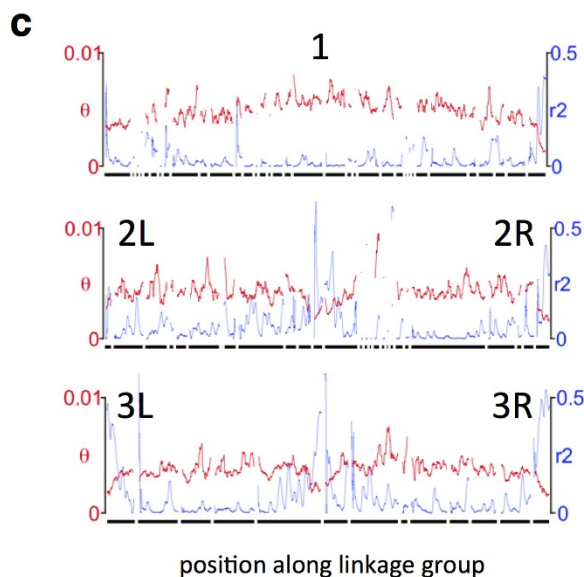 c
1
0.01 0.5
θ r2
0 0
2L 2R
0.01 0.5
θ r2
0 0
3L 3R
0.01 0.5
θ r2
0 0
position along linkage group